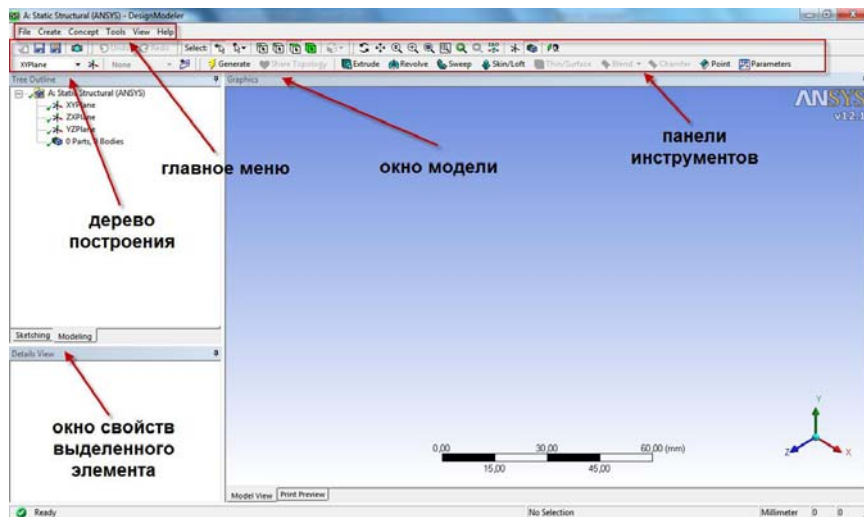 A: Static Structural (ANSYS) - DesignModeler
File Create Concept Tools View Help
Undo Redo Select:
XYPlane None Generate Share Topology Extrude Revolve Sweep Skin/Loft Thin/Surface Blend Chamfer Point Parameters
Tree Outline
A: Static Structural (ANSYS)
XYPlane
ZXPlane
YZPlane
0 Parts, 0 Bodies
Graphics
ANSYS
v12.1
главное меню
окно модели
панели
инструментов
дерево
построения
Sketching Modeling
Details View
окно свойств
выделенного
элемента
0,00 30,00 60,00 (mm)
15,00 45,00
Y
Z X
Model View Print Preview
Ready No Selection Millimeter 0 0